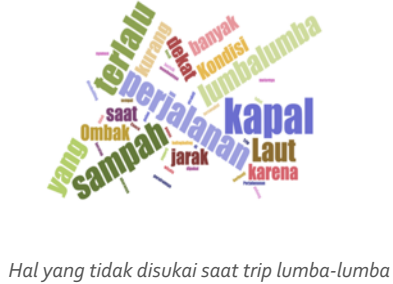 terlalu
kurang
dekat
banyak
Kondisi
lumbalumba
perjalanan
kapal
saat
Ombak
yang
sampah
jarak
Laut
karena
Hal yang tidak disukai saat trip lumba-lumba